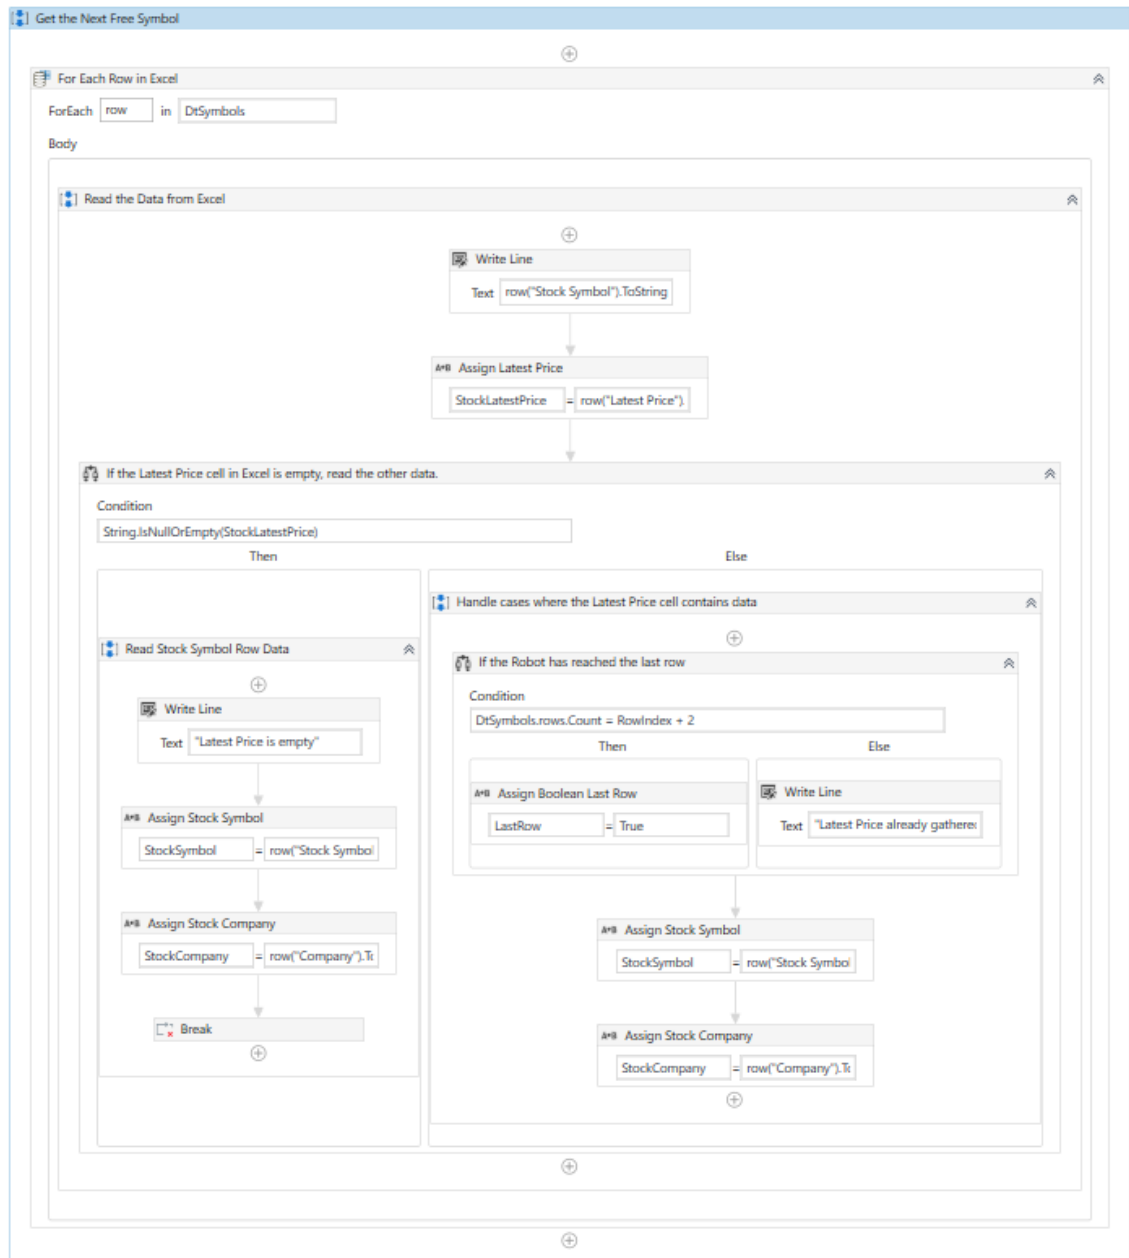 Get the Next Free Symbol
For Each Row in Excel
ForEach row in DtSymbols
Body
Read the Data from Excel
Write Line
Text row("Stock Symbol").ToString
A+B Assign Latest Price
StockLatestPrice = row("Latest Price").
If the Latest Price cell in Excel is empty, read the other data.
Condition
String.IsNullOrEmpty(StockLatestPrice)
Then Else
Handle cases where the Latest Price cell contains data
Read Stock Symbol Row Data
If the Robot has reached the last row
Write Line
Text "Latest Price is empty"
Condition
DtSymbols.rows.Count = RowIndex + 2
Then Else
A+B Assign Boolean Last Row
LastRow = True
Write Line
Text "Latest Price already gathere
A+B Assign Stock Symbol
StockSymbol = row("Stock Symbol
A+B Assign Stock Company
StockCompany = row("Company").To
Break
A+B Assign Stock Symbol
StockSymbol = row("Stock Symbol
A+B Assign Stock Company
StockCompany = row("Company").To